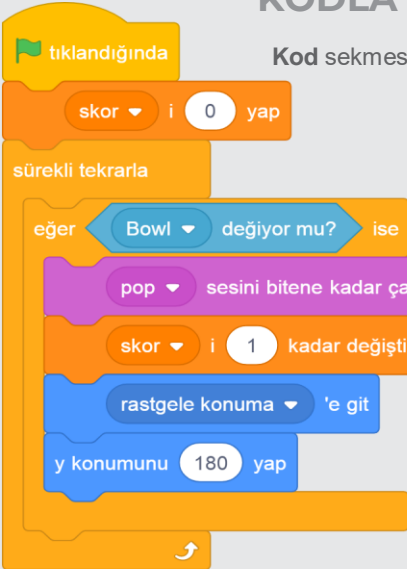 KODLA
Kod sekmes
tıklandığında
skor i 0 yap
sürekli tekrarla
eğer Bowl değiyor mu? ise
pop sesini bitene kadar ça
skor i 1 kadar değişti
rastgele konuma 'e git
y konumunu 180 yap